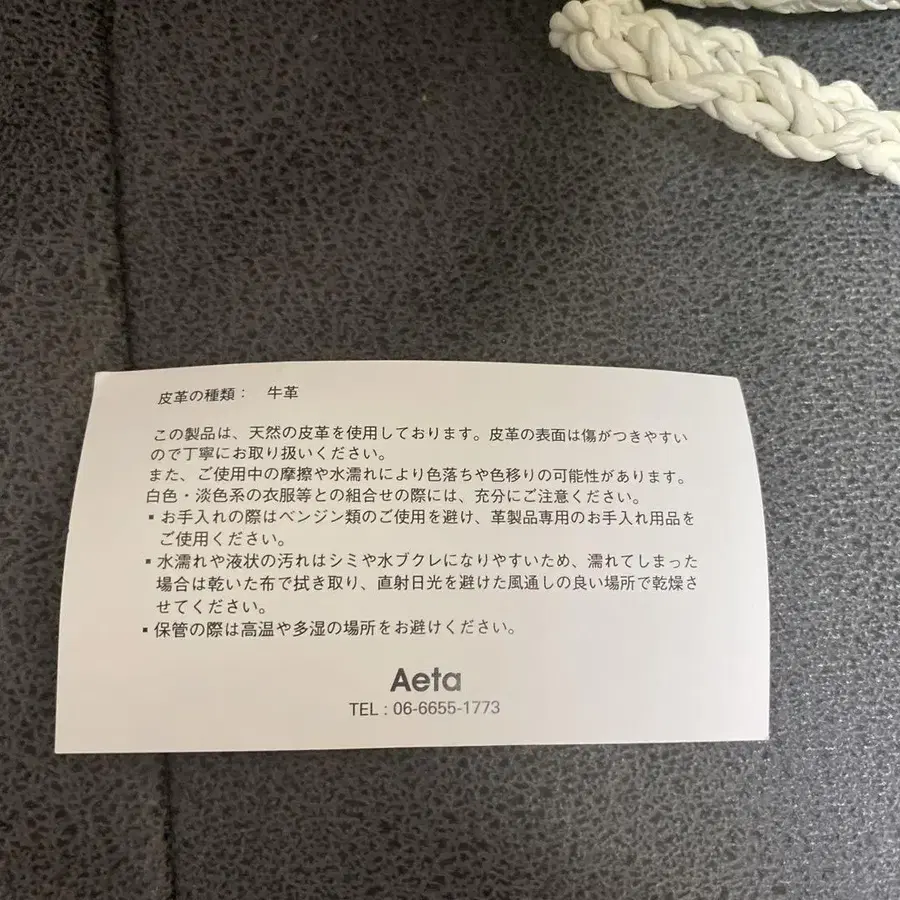 皮革の種類： 牛革
この製品は、天然の皮革を使用しております。皮革の表面は傷がつきやすい
ので丁寧にお取り扱いください。
また、ご使用中の摩擦や水濡れにより色落ちや色移りの可能性があります。
白色・淡色系の衣服等との組合せの際には、充分にご注意ください。
▪お手入れの際はベンジン類のご使用を避け、革製品専用のお手入れ用品を
ご使用ください。
▪水濡れや液状の汚れはシミや水ブクレになりやすいため、濡れてしまった
場合は乾いた布で拭き取り、直射日光を避けた風通しの良い場所で乾燥さ
せてください。
▪保管の際は高温や多湿の場所をお避けください。
Aeta
TEL : 06-6655-1773